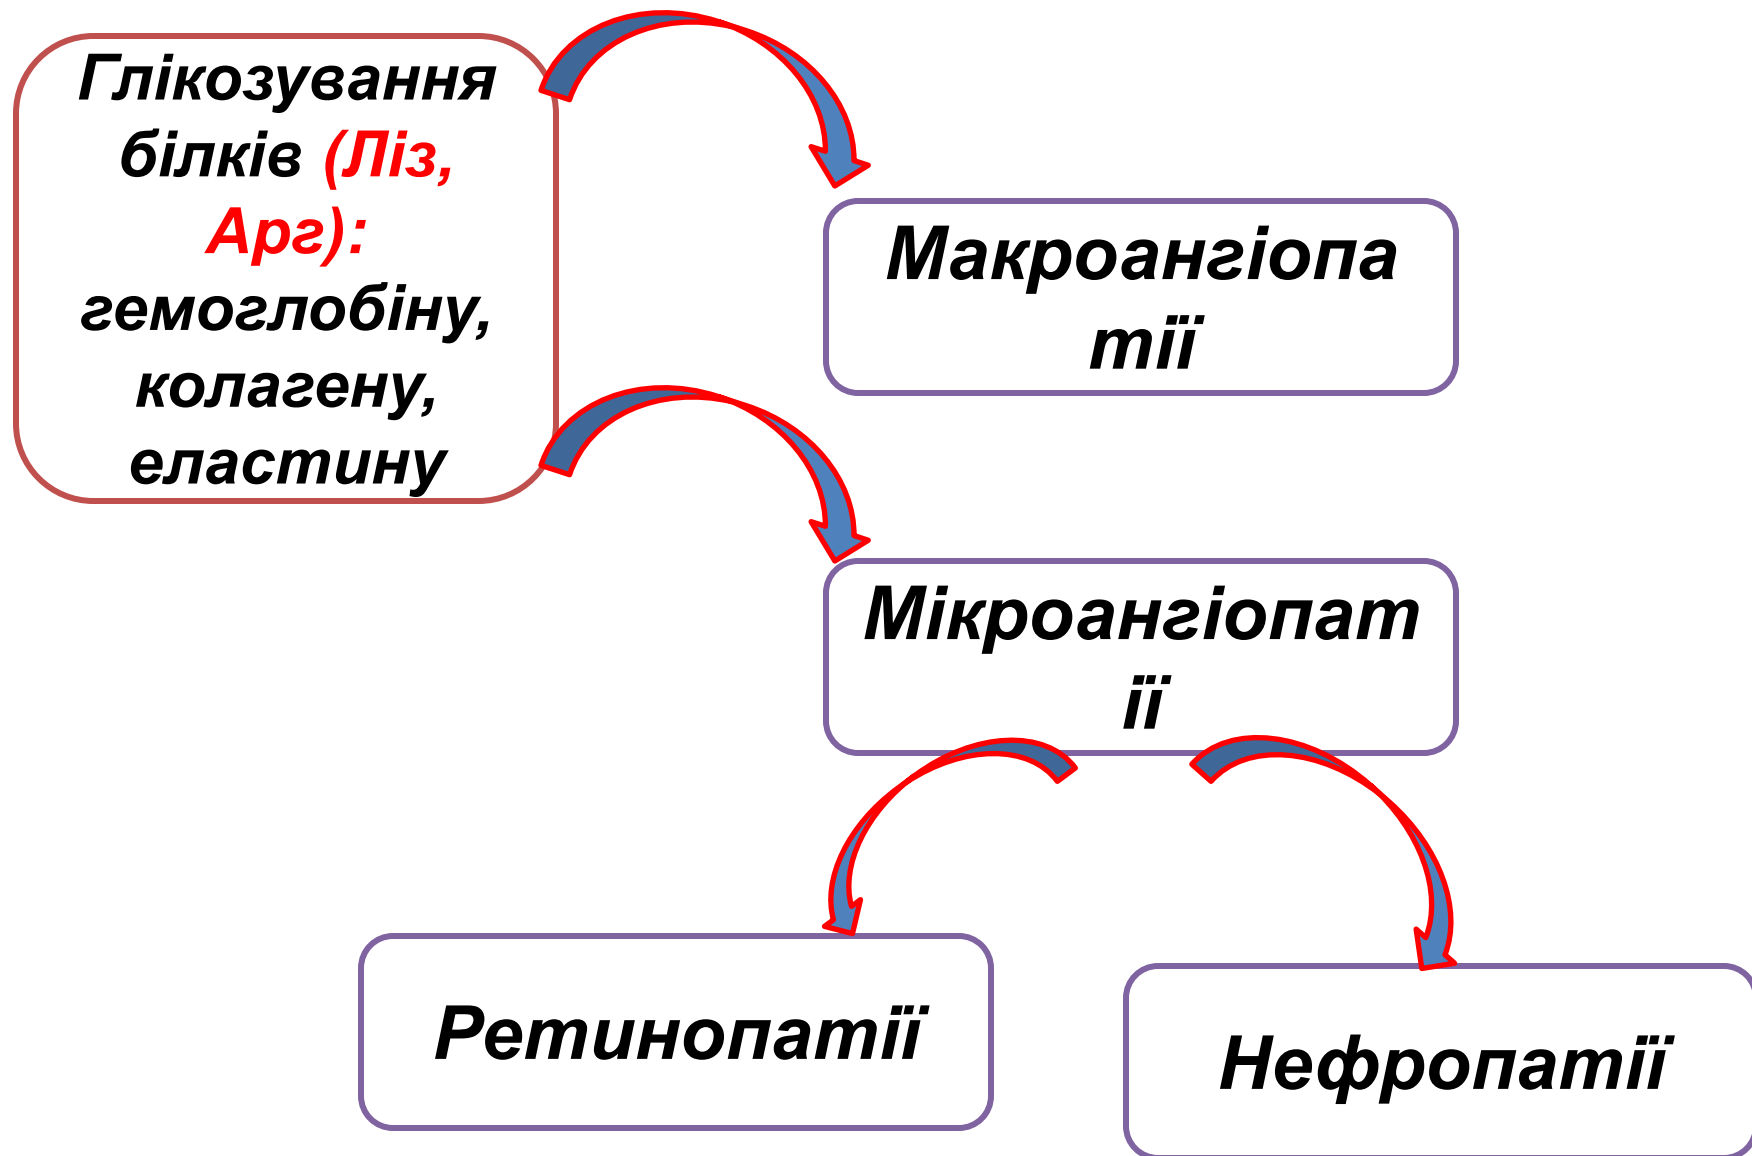 Глікозування
білків (Ліз,
Арг):
гемоглобіну,
колагену,
еластину
Макроангіопа
тії
Мікроангіопат
ії
Ретинопатії
Нефропатії